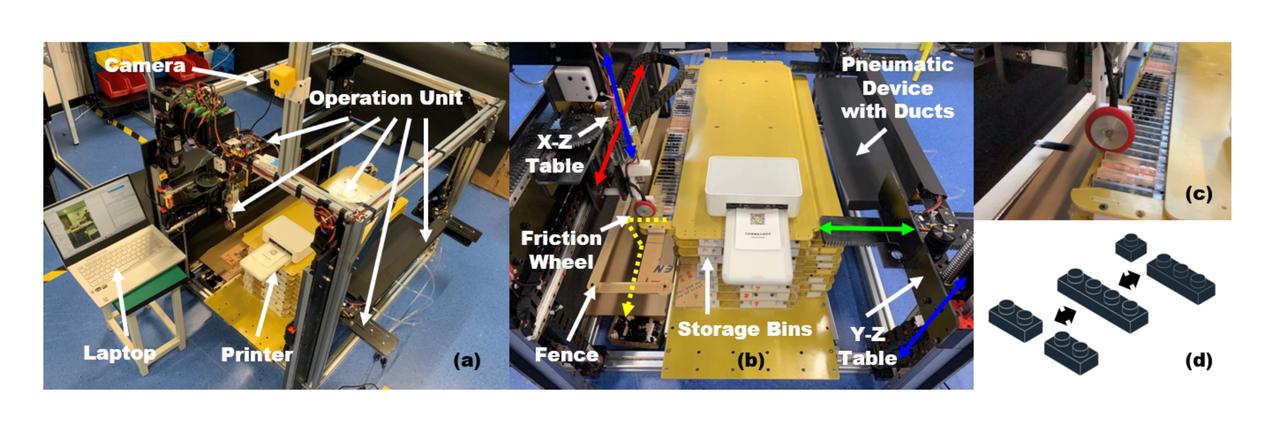 Camera
Operation Unit
Laptop
Printer
(a)
Pneumatic
Device
with Ducts
X-Z
Table
Friction
Wheel
Fence
Storage Bins
Y-Z
Table
(b)
(c)
(d)